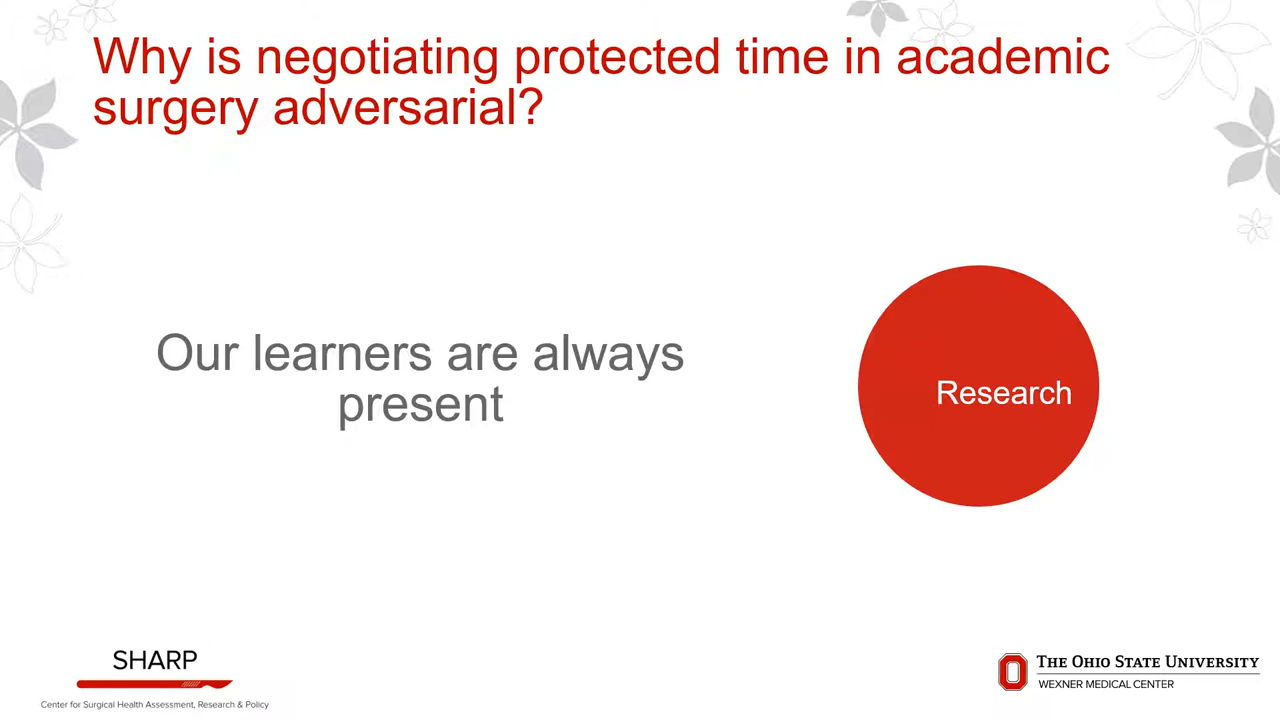 Why is negotiating protected time in academic
surgery adversarial?
Our learners are always
present
Research
SHARP
Center for Surgical Health Assessment, Research & Policy
THE OHIO STATE UNIVERSITY
WEXNER MEDICAL CENTER